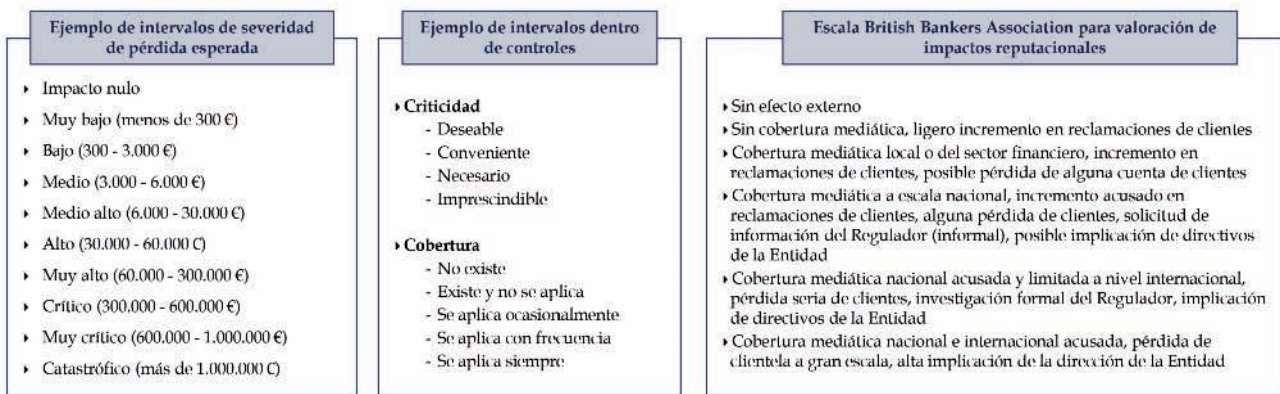 Ejemplo de intervalos de severidad
de pérdida esperada
▸ Impacto nulo
▸ Muy bajo (menos de 300 €)
▸ Bajo (300 - 3.000 €)
▸ Medio (3.000 - 6.000 €)
▸ Medio alto (6.000 - 30.000 €)
▸ Alto (30.000 - 60.000 €)
▸ Muy alto (60.000 - 300.000 €)
▸ Crítico (300.000 - 600.000 €)
▸ Muy crítico (600.000 - 1.000.000 €)
▸ Catastrófico (más de 1.000.000 €)
Ejemplo de intervalos dentro
de controles
▸ Criticidad
- Deseable
- Conveniente
- Necesario
- Imprescindible
▸ Cobertura
- No existe
- Existe y no se aplica
- Se aplica ocasionalmente
- Se aplica con frecuencia
- Se aplica siempre
Escala British Bankers Association para valoración de
impactos reputacionales
▸ Sin efecto externo
▸ Sin cobertura mediática, ligero incremento en reclamaciones de clientes
▸ Cobertura mediática local o del sector financiero, incremento en
reclamaciones de clientes, posible pérdida de alguna cuenta de clientes
▸ Cobertura mediática a escala nacional, incremento acusado en
reclamaciones de clientes, alguna pérdida de clientes, solicitud de
información del Regulador (informal), posible implicación de directivos
de la Entidad
▸ Cobertura mediática nacional acusada y limitada a nivel internacional,
pérdida seria de clientes, investigación formal del Regulador, implicación
de directivos de la Entidad
▸ Cobertura mediática nacional e internacional acusada, pérdida de
clientela a gran escala, alta implicación de la dirección de la Entidad